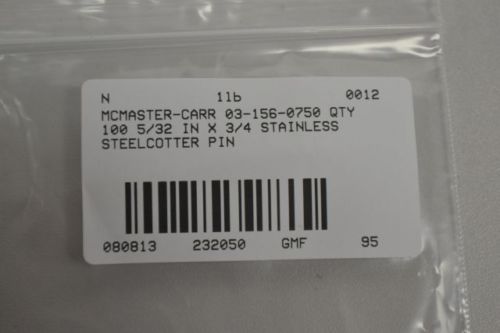 N 1lb 0012
MCMASTER-CARR 03-156-0750 QTY
100 5/32 IN X 3/4 STAINLESS
STEELCOTTER PIN
080813 232050 GMF 95